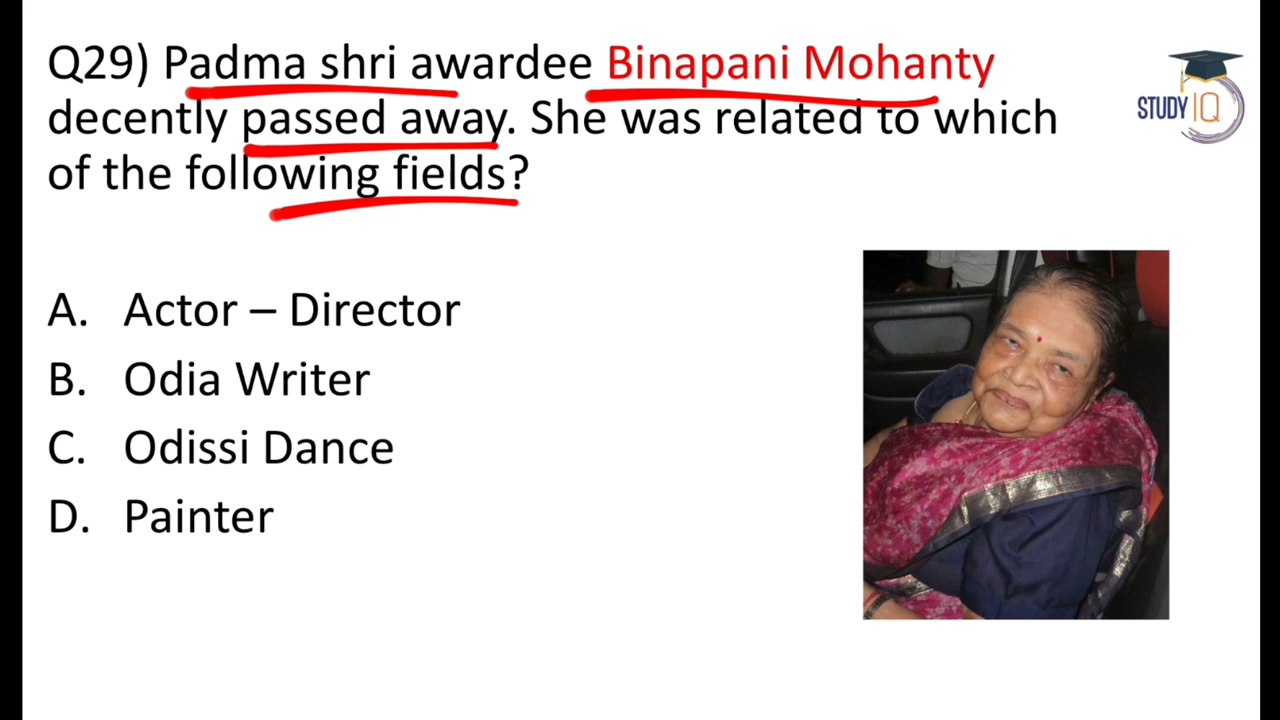 Q29) Padma shri awardee Binapani Mohanty
decently passed away. She was related to which
of the following fields?
STUDY IQ
A. Actor – Director
B. Odia Writer
C. Odissi Dance
D. Painter